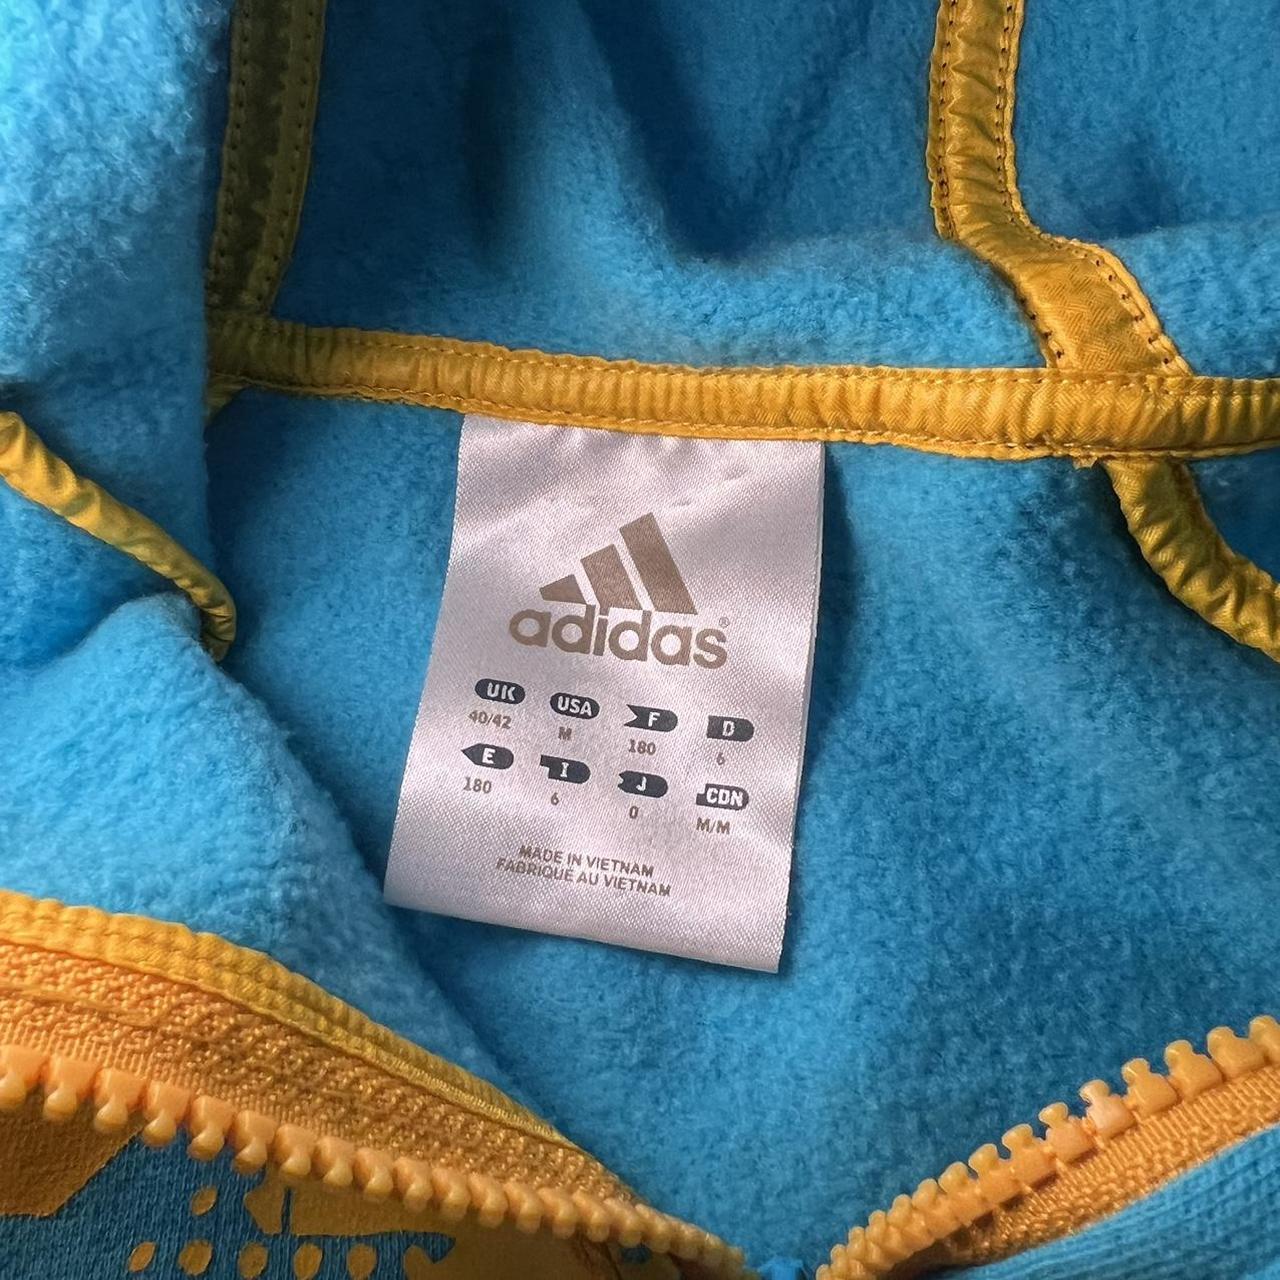 adidas®
UK USA F D
40/42 M 180 6
E I J CDN
180 6 0 M/M
MADE IN VIETNAM
FABRIQUÉ AU VIETNAM